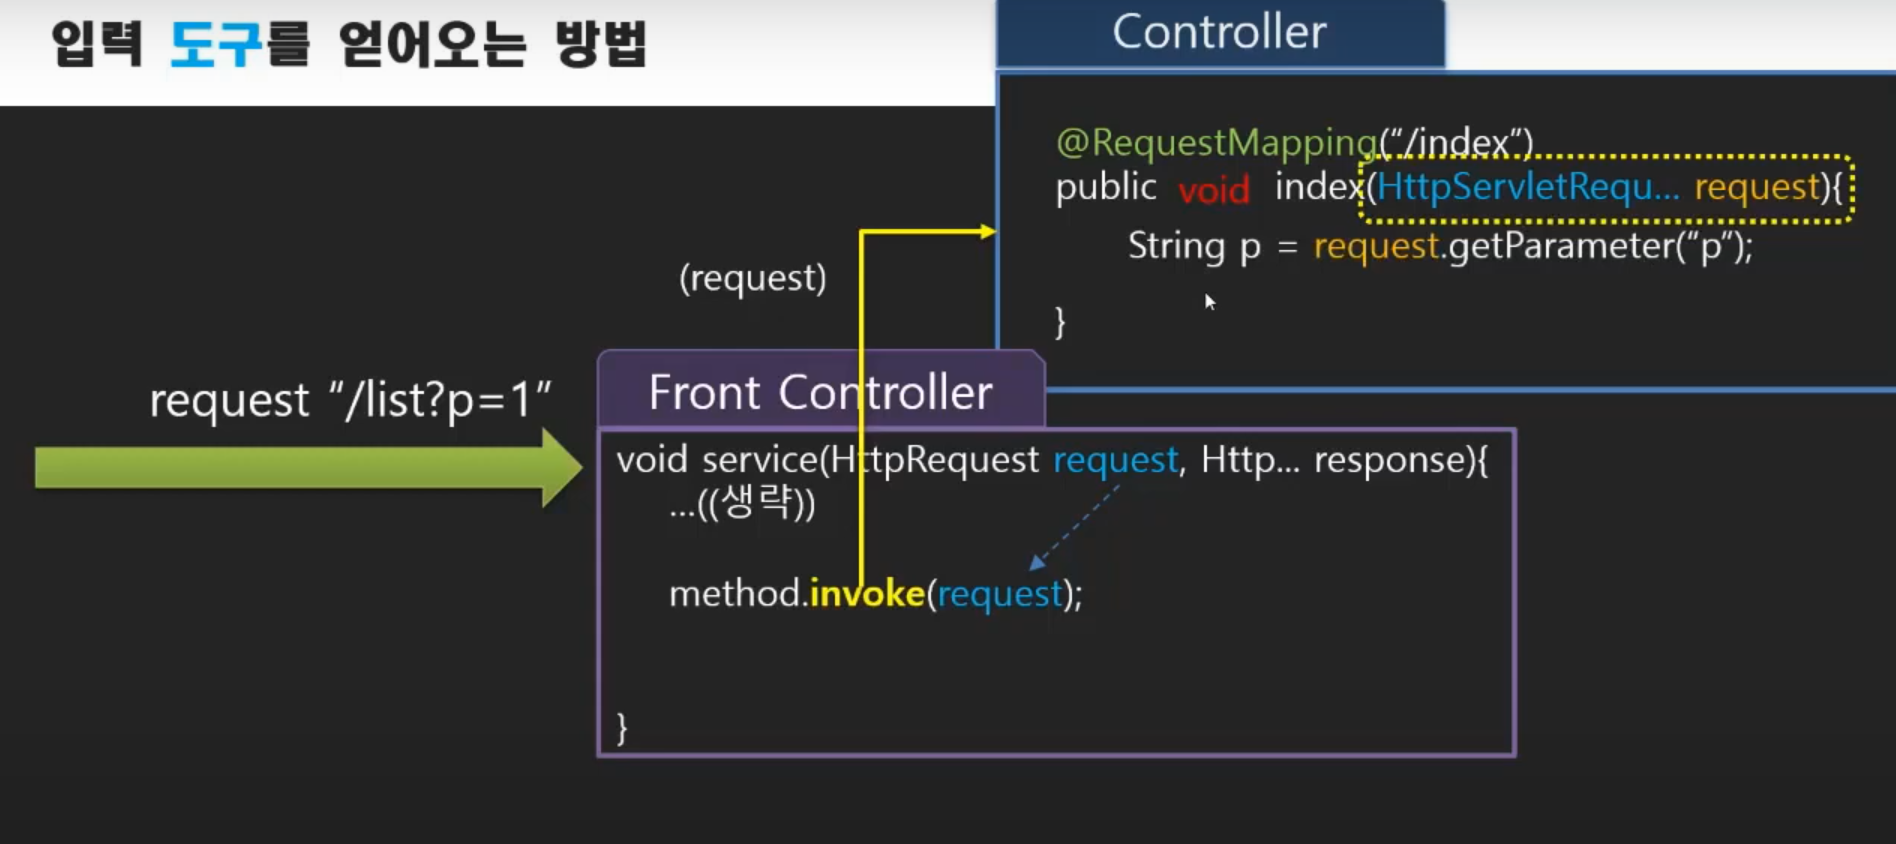 입력 도구를 얻어오는 방법
Controller
@RequestMapping("/index")
public void index(HttpServletRequ... request){
String p = request.getParameter("p");
}
(request)
request "/list?p=1"
Front Controller
void service(HttpRequest request, Http... response){
...((생략))
method.invoke(request);
}